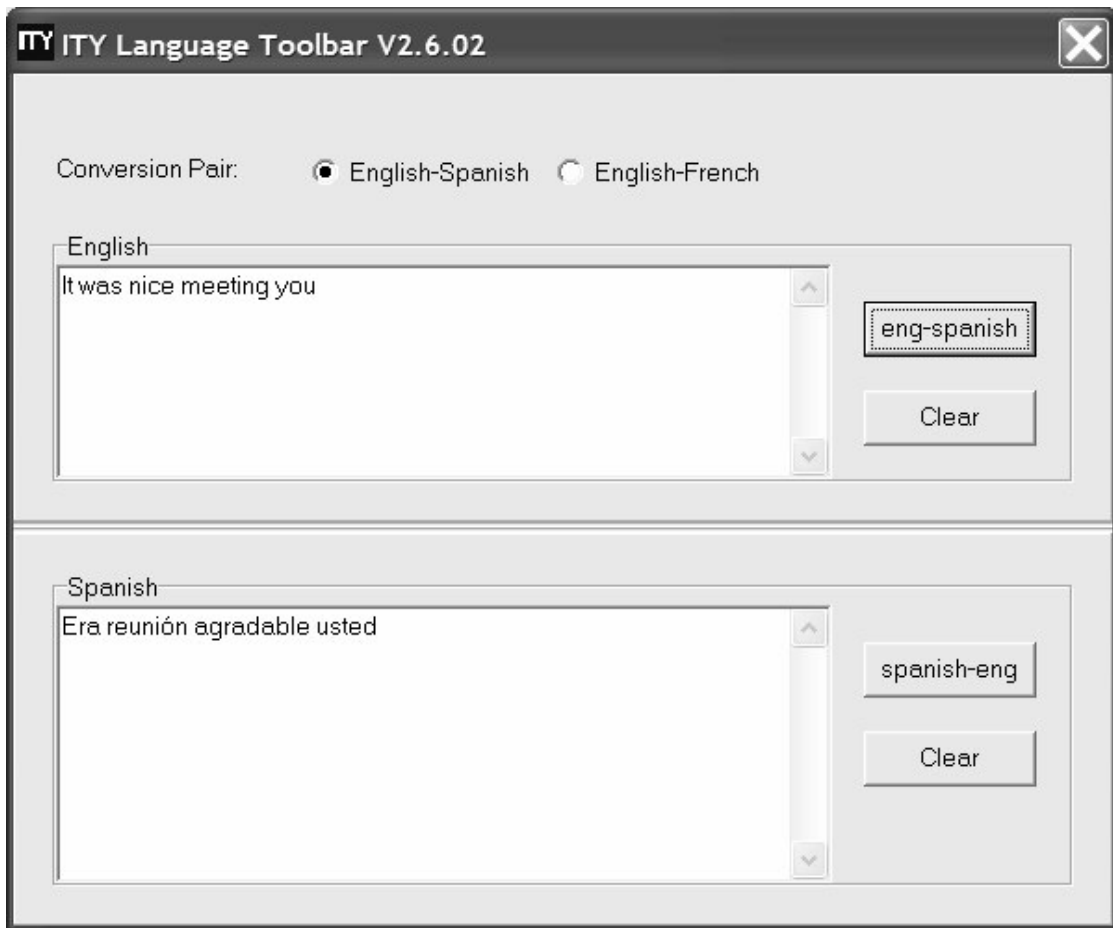 ITY ITY Language Toolbar V2.6.02
Conversion Pair: English-Spanish English-French
English
It was nice meeting you
eng-spanish
Clear
Spanish
Era reunión agradable usted
spanish-eng
Clear